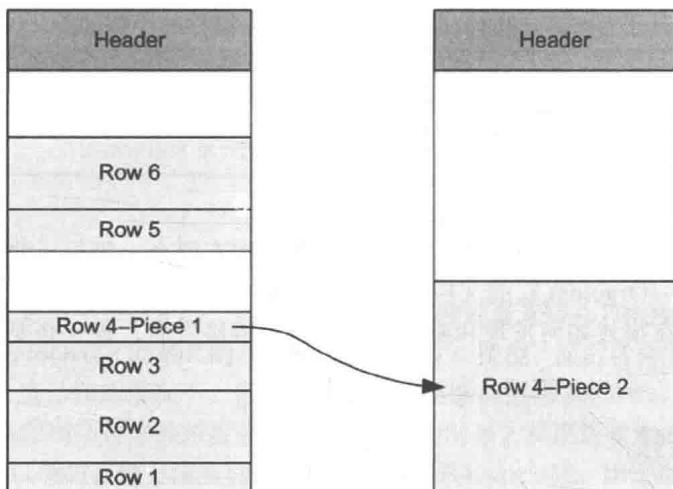 Header
Row 6
Row 5
Row 4–Piece 1
Row 3
Row 2
Row 1
Header
Row 4–Piece 2